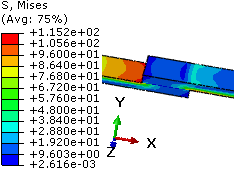 S, Mises
(Avg: 75%)
+1.152e+02
+1.056e+02
+9.600e+01
+8.640e+01
+7.680e+01
+6.720e+01
+5.760e+01
+4.801e+01
+3.841e+01
+2.880e+01
+1.920e+01
+9.603e+00
+2.616e-03
Y
X
Z